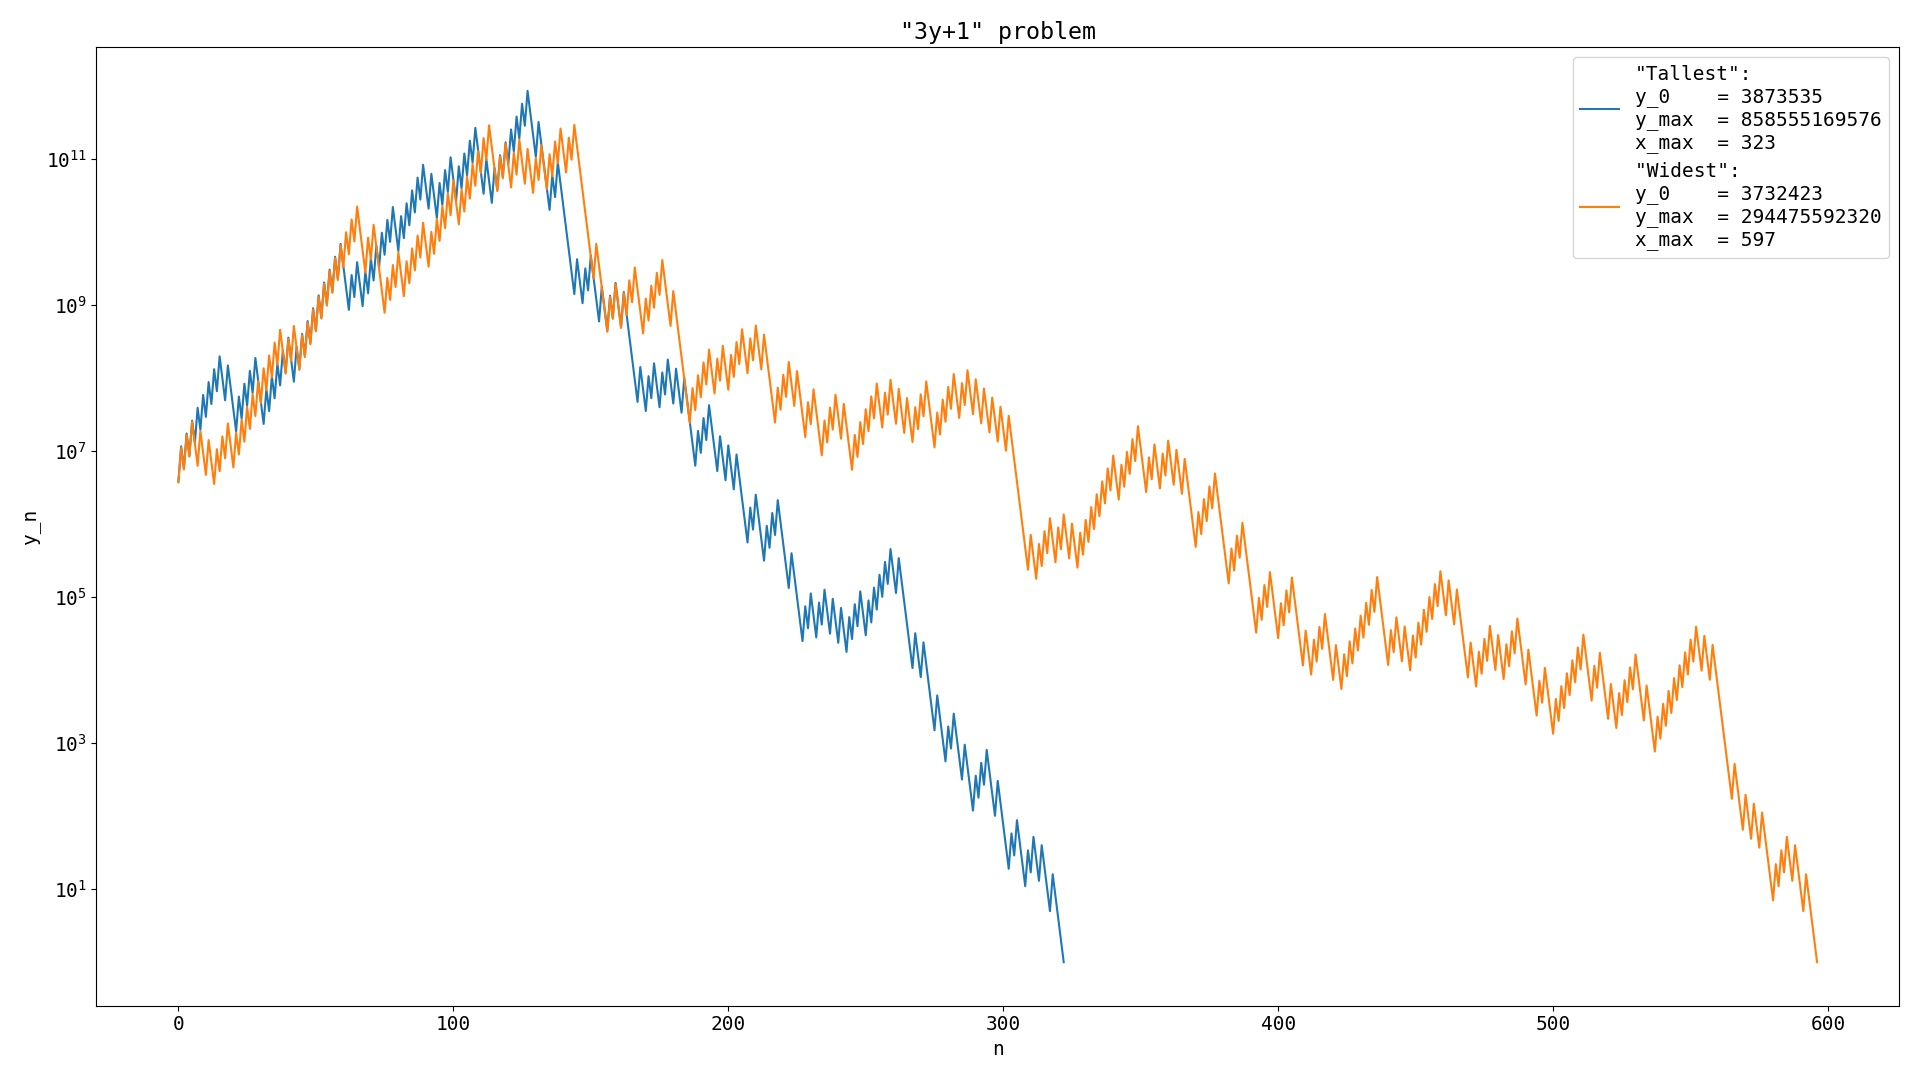 "3y+1" problem
"Tallest":
y_0    = 3873535
y_max  = 858555169576
x_max  = 323
"Widest":
y_0    = 3732423
y_max  = 294475592320
x_max  = 597
10^11
10^9
10^7
10^5
10^3
10^1
y_n
0 100 200 300 400 500 600
n